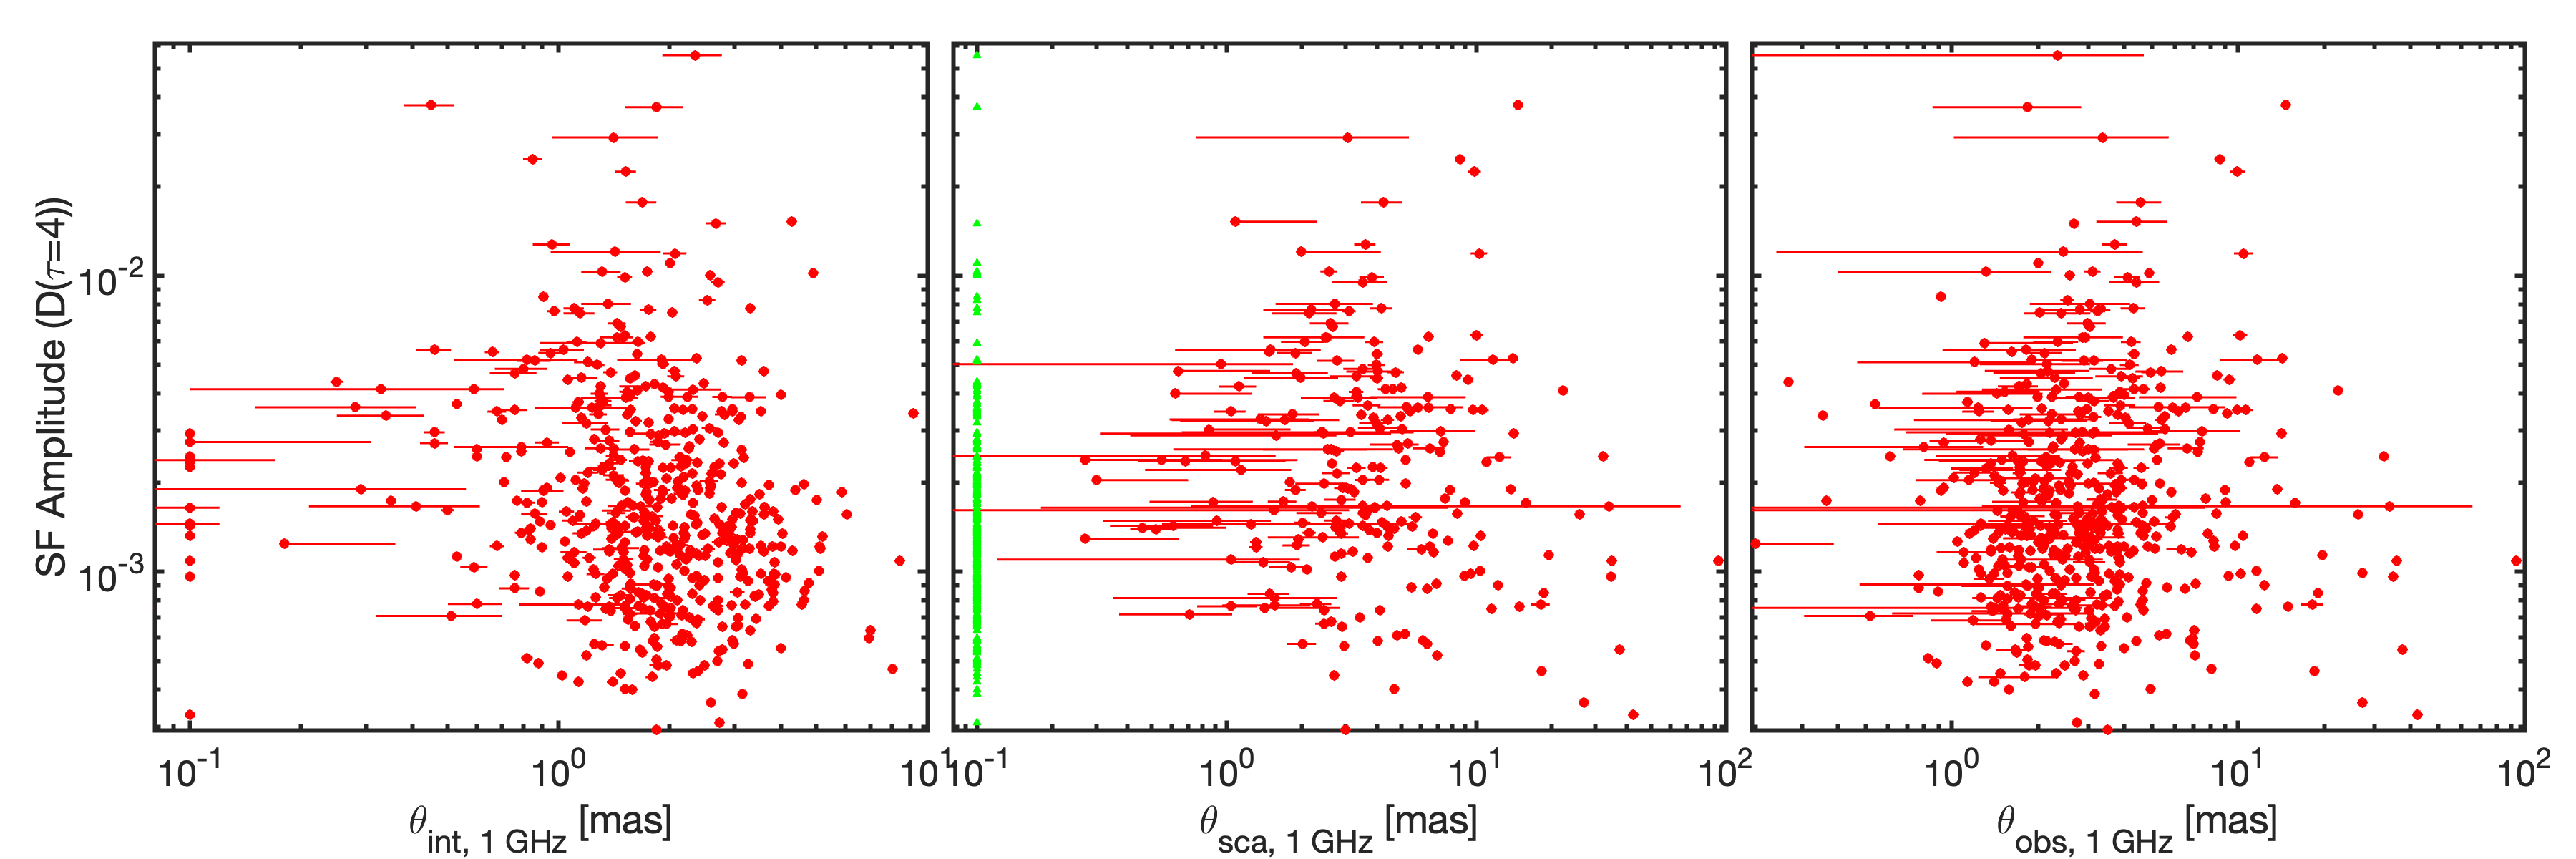 SF Amplitude (D(τ=4))
10^-2
10^-3
10^-1 10^0 10^1
10^-1 10^0 10^1 10^2
10^0 10^1 10^2
θ_int, 1 GHz [mas]
θ_sca, 1 GHz [mas]
θ_obs, 1 GHz [mas]